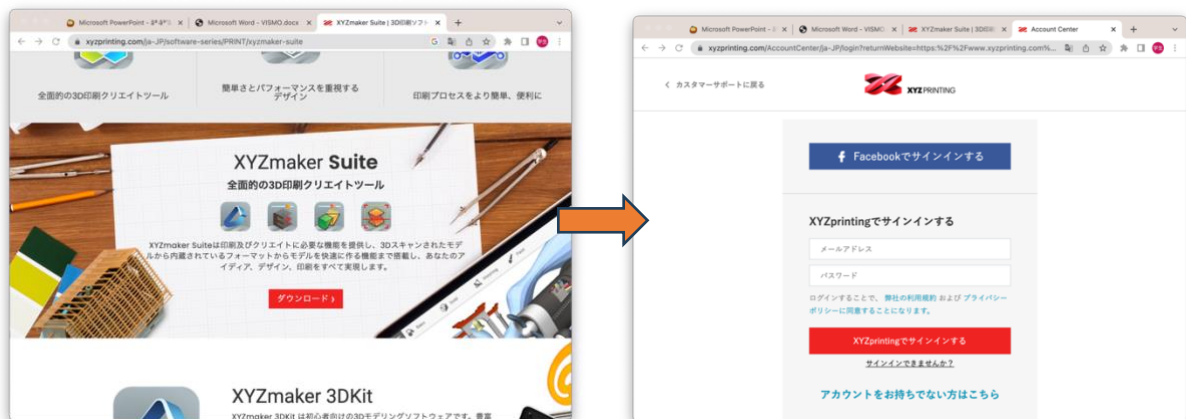 Microsoft PowerPoint -
Microsoft Word - VISMO.docx
XYZmaker Suite | 3D印刷ソフト
xyzprinting.com/ja-JP/software-series/PRINT/xyzmaker-suite
全面的の3D印刷クリエイトツール
簡単さとパフォーマンスを重視する
デザイン
印刷プロセスをより簡単、便利に
XYZmaker Suite
全面的の3D印刷クリエイトツール
XYZmaker Suiteは印刷及びクリエイトに必要な機能を提供し、3Dスキャンされたモデ
ルから内蔵されているフォーマットからモデルを快速に作る機能まで搭載し、あなたのア
イディア、デザイン、印刷をすべて実現します。
ダウンロード
XYZmaker 3DKit
XYZmaker 3DKit は初心者向けの3Dモデリングソフトウェアです。豊富
Microsoft PowerPoint -
Microsoft Word - VISMO
XYZmaker Suite | 3D印刷
Account Center
xyzprinting.com/AccountCenter/ja-JP/login?returnWebsite=https:%2F%2Fwww.xyzprinting.com%...
カスタマーサポートに戻る
XYZPRINTING
Facebookでサインインする
XYZprintingでサインインする
メールアドレス
パスワード
ログインすることで、 弊社の利用規約 および プライバシー
ポリシーに同意することになります。
XYZprintingでサインインする
サインインできませんか？
アカウントをお持ちでない方はこちら